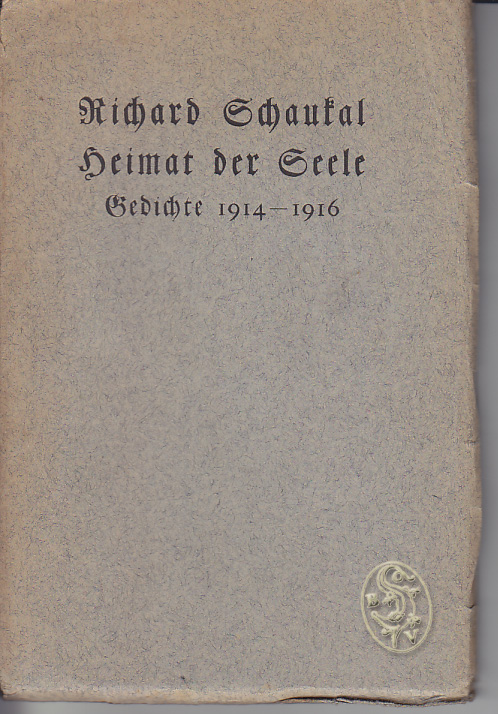 Richard Schaukal
Heimat der Seele
Gedichte 1914—1916